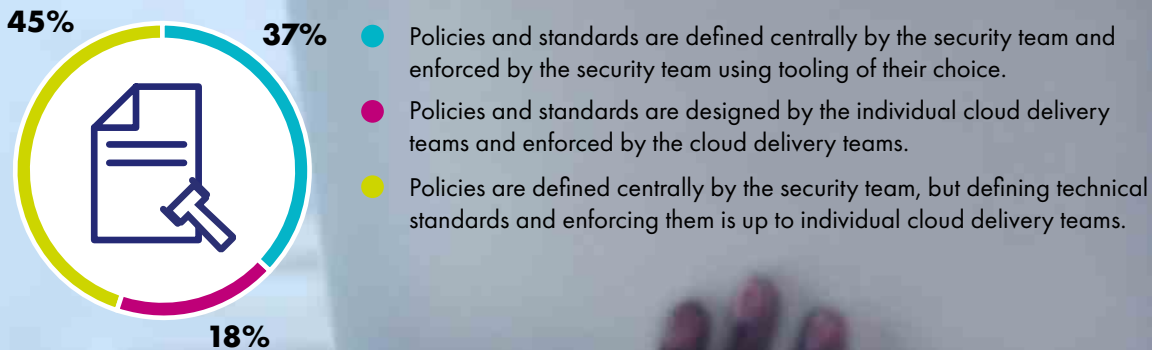 45%
37%
Policies and standards are defined centrally by the security team and
enforced by the security team using tooling of their choice.
Policies and standards are designed by the individual cloud delivery
teams and enforced by the cloud delivery teams.
Policies are defined centrally by the security team, but defining technical
standards and enforcing them is up to individual cloud delivery teams.
18%